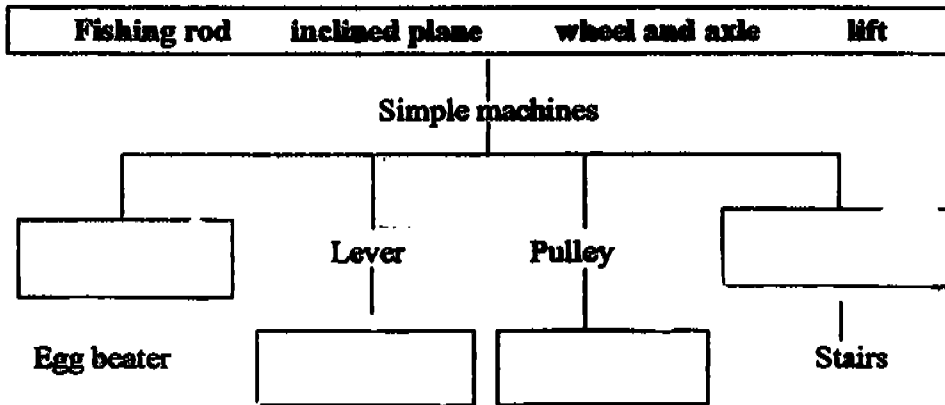 Fishing rod inclined plane wheel and axle lift
Simple machines
Lever Pulley
Egg beater Stairs